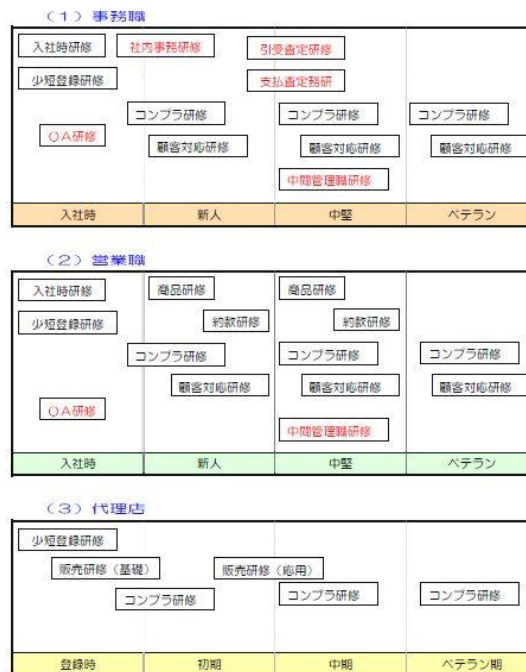 (1)事務職
入社時研修 社内事務研修 引受査定研修
少短登録研修 支払査定務研
コンプラ研修 コンプラ研修 コンプラ研修
OA研修 顧客対応研修 顧客対応研修 顧客対応研修
中間管理職研修
入社時 新人 中堅 ベテラン
(2)営業職
入社時研修 商品研修 商品研修
少短登録研修 約款研修 約款研修
コンプラ研修 コンプラ研修 コンプラ研修
顧客対応研修 顧客対応研修 顧客対応研修
OA研修
中間管理職研修
入社時 新人 中堅 ベテラン
(3)代理店
少短登録研修
販売研修(基礎) 販売研修(応用)
コンプラ研修 コンプラ研修 コンプラ研修
登録時 初期 中期 ベテラン期